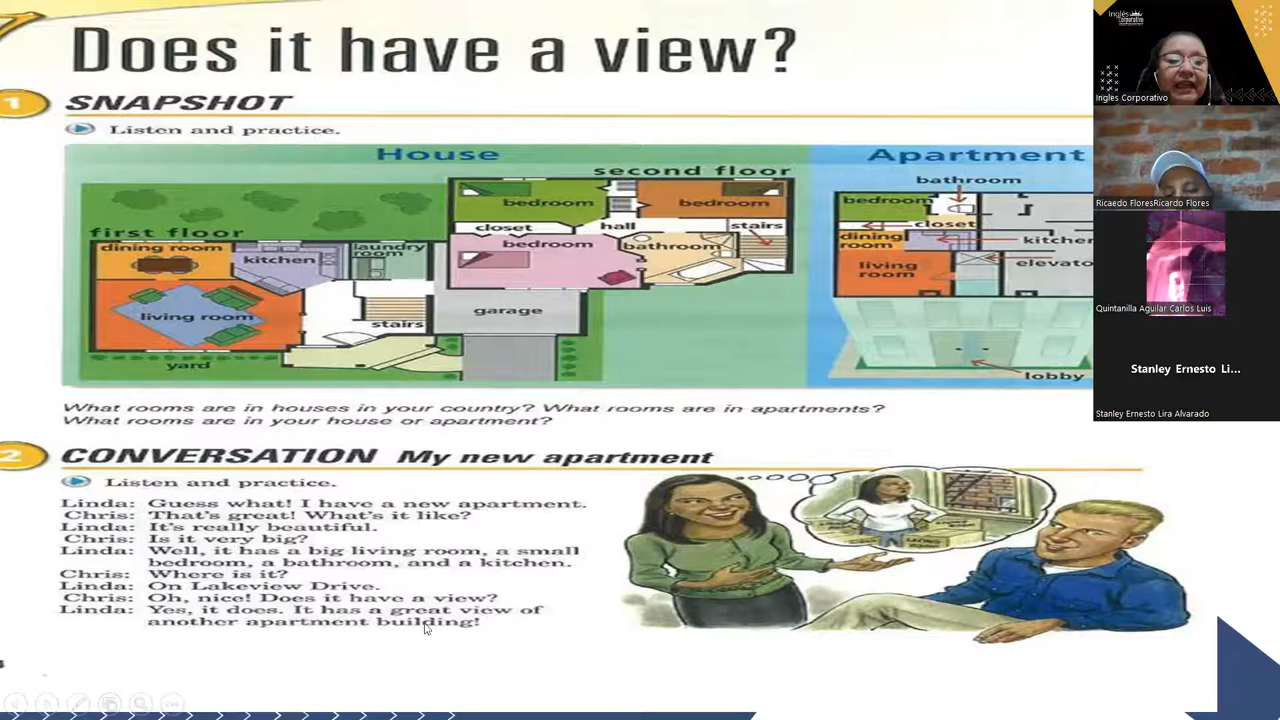 Does it have a view?
1 SNAPSHOT
Listen and practice.
House
Apartment
second floor
bathroom
bedroom
bedroom
bedroom
first floor
closet
hall
stairs
closet
dining room
kitchen
laundry
room
bedroom
bathroom
dining
room
kitchen
elevato
living
room
living room
garage
stairs
yard
lobby
What rooms are in houses in your country? What rooms are in apartments?
What rooms are in your house or apartment?
2 CONVERSATION My new apartment
Listen and practice.
Linda: Guess what! I have a new apartment.
Chris: That's great! What's it like?
Linda: It's really beautiful.
Chris: Is it very big?
Linda: Well, it has a big living room, a small
bedroom, a bathroom, and a kitchen.
Chris: Where is it?
Linda: On Lakeview Drive.
Chris: Oh, nice! Does it have a view?
Linda: Yes, it does. It has a great view of
another apartment building!
Inglés
Corporativo
Ingles Corporativo
Ricaedo FloresRicardo Flores
Quintanilla Aguilar Carlos Luis
Stanley Ernesto Li...
Stanley Ernesto Lira Alvarado